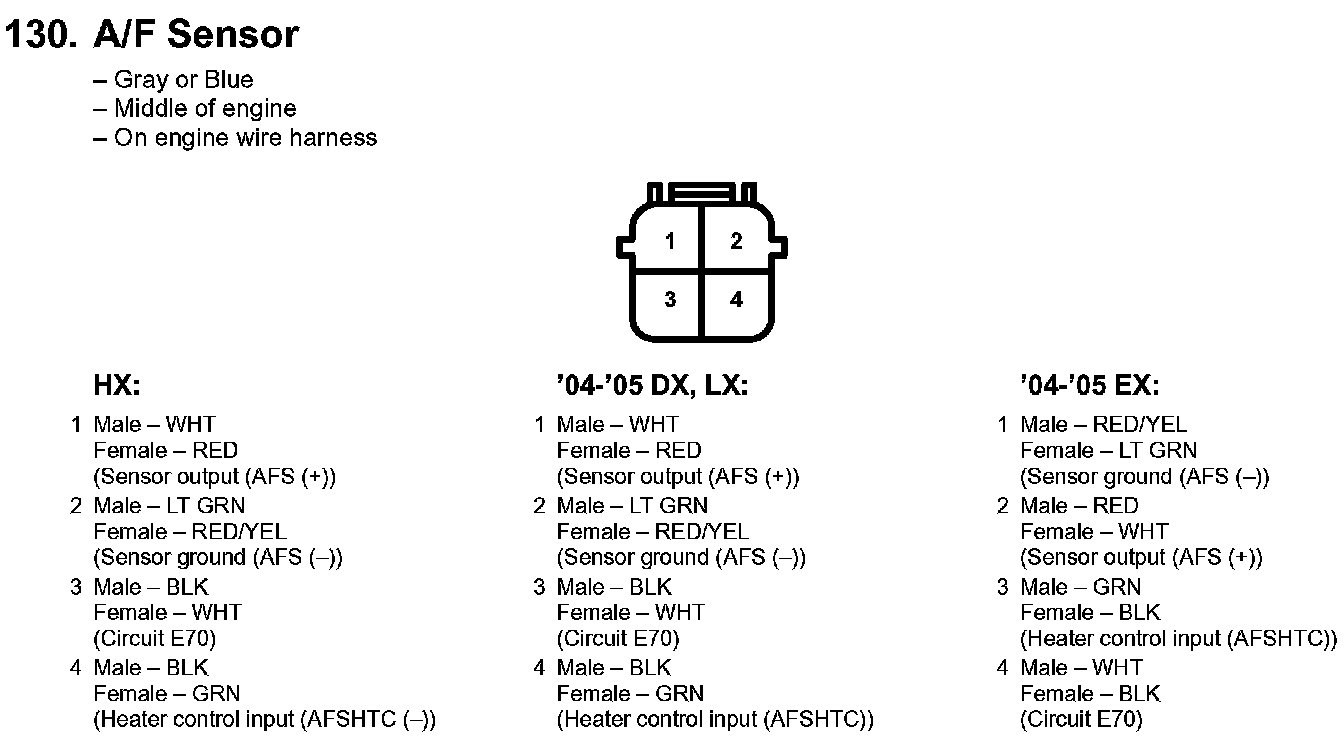 130. A/F Sensor
– Gray or Blue
– Middle of engine
– On engine wire harness
1 2
3 4
HX:
1 Male – WHT
Female – RED
(Sensor output (AFS (+))
2 Male – LT GRN
Female – RED/YEL
(Sensor ground (AFS (–))
3 Male – BLK
Female – WHT
(Circuit E70)
4 Male – BLK
Female – GRN
(Heater control input (AFSHTC (–))
’04-’05 DX, LX:
1 Male – WHT
Female – RED
(Sensor output (AFS (+))
2 Male – LT GRN
Female – RED/YEL
(Sensor ground (AFS (–))
3 Male – BLK
Female – WHT
(Circuit E70)
4 Male – BLK
Female – GRN
(Heater control input (AFSHTC))
’04-’05 EX:
1 Male – RED/YEL
Female – LT GRN
(Sensor ground (AFS (–))
2 Male – RED
Female – WHT
(Sensor output (AFS (+))
3 Male – GRN
Female – BLK
(Heater control input (AFSHTC))
4 Male – WHT
Female – BLK
(Circuit E70)